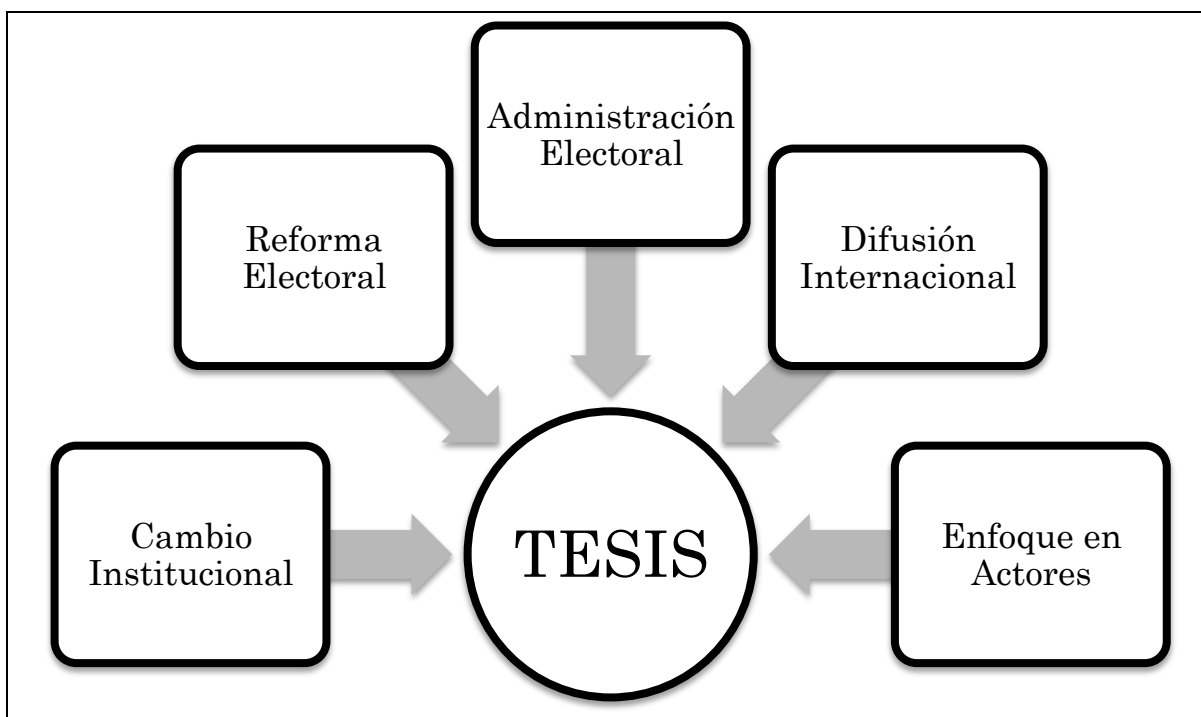 Administración
Electoral
Reforma
Electoral
Difusión
Internacional
Cambio
Institucional
TESIS
Enfoque en
Actores